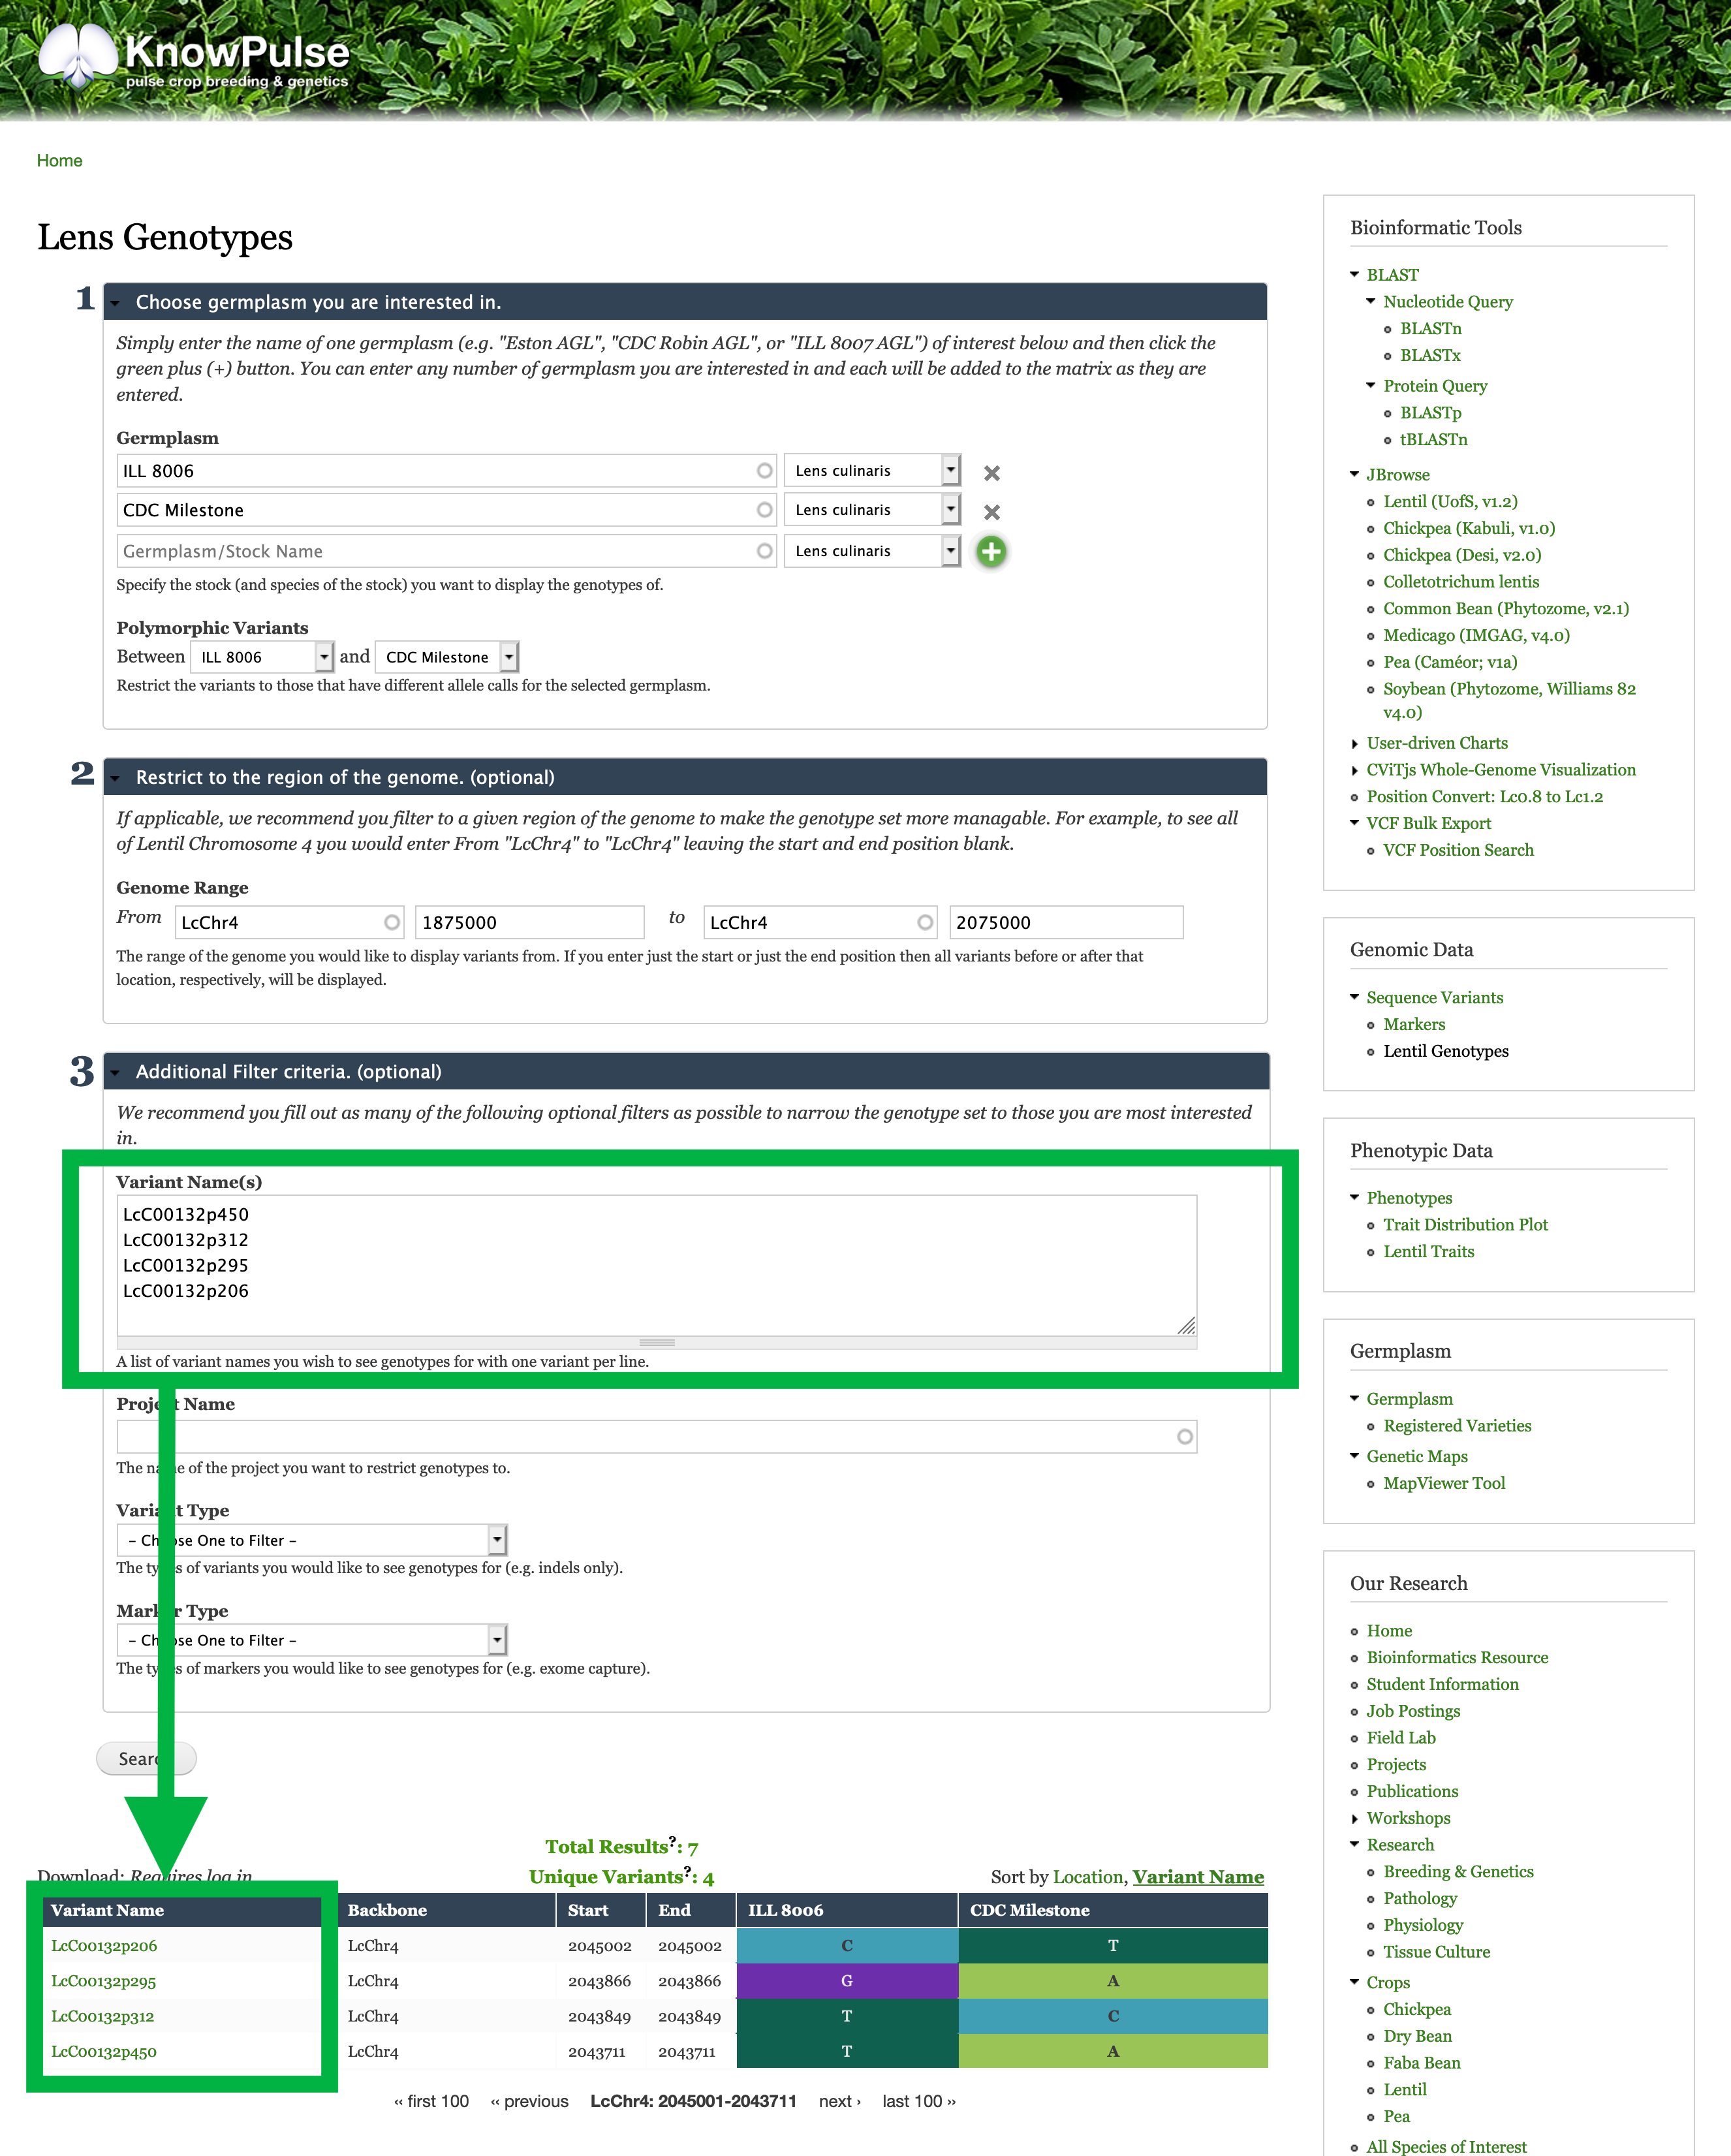 KnowPulse
pulse crop breeding & genetics
Home
Lens Genotypes
1
Choose germplasm you are interested in.
Simply enter the name of one germplasm (e.g. "Eston AGL", "CDC Robin AGL", or "ILL 8007 AGL") of interest below and then click the
green plus (+) button. You can enter any number of germplasm you are interested in and each will be added to the matrix as they are
entered.
Germplasm
ILL 8006 Lens culinaris
CDC Milestone Lens culinaris
Germplasm/Stock Name Lens culinaris
Specify the stock (and species of the stock) you want to display the genotypes of.
Polymorphic Variants
Between ILL 8006 and CDC Milestone
Restrict the variants to those that have different allele calls for the selected germplasm.
2
Restrict to the region of the genome. (optional)
If applicable, we recommend you filter to a given region of the genome to make the genotype set more managable. For example, to see all
of Lentil Chromosome 4 you would enter From "LcChr4" to "LcChr4" leaving the start and end position blank.
Genome Range
From LcChr4 1875000 to LcChr4 2075000
The range of the genome you would like to display variants from. If you enter just the start or just the end position then all variants before or after that
location, respectively, will be displayed.
3
Additional Filter criteria. (optional)
We recommend you fill out as many of the following optional filters as possible to narrow the genotype set to those you are most interested
in.
Variant Name(s)
LcC00132p450
LcC00132p312
LcC00132p295
LcC00132p206
A list of variant names you wish to see genotypes for with one variant per line.
Project Name
The name of the project you want to restrict genotypes to.
Variant Type
– Choose One to Filter –
The types of variants you would like to see genotypes for (e.g. indels only).
Marker Type
– Choose One to Filter –
The types of markers you would like to see genotypes for (e.g. exome capture).
Search
Total Results?: 7
Download: Requires log in Unique Variants?: 4 Sort by Location, Variant Name
Variant Name Backbone Start End ILL 8006 CDC Milestone
LcC00132p206 LcChr4 2045002 2045002 C T
LcC00132p295 LcChr4 2043866 2043866 G A
LcC00132p312 LcChr4 2043849 2043849 T C
LcC00132p450 LcChr4 2043711 2043711 T A
‹‹ first 100 ‹‹ previous LcChr4: 2045001-2043711 next › last 100 ››
Bioinformatic Tools
BLAST
Nucleotide Query
BLASTn
BLASTx
Protein Query
BLASTp
tBLASTn
JBrowse
Lentil (UofS, v1.2)
Chickpea (Kabuli, v1.0)
Chickpea (Desi, v2.0)
Colletotrichum lentis
Common Bean (Phytozome, v2.1)
Medicago (IMGAG, v4.0)
Pea (Caméor; v1a)
Soybean (Phytozome, Williams 82
v4.0)
User-driven Charts
CViTjs Whole-Genome Visualization
Position Convert: Lc0.8 to Lc1.2
VCF Bulk Export
VCF Position Search
Genomic Data
Sequence Variants
Markers
Lentil Genotypes
Phenotypic Data
Phenotypes
Trait Distribution Plot
Lentil Traits
Germplasm
Germplasm
Registered Varieties
Genetic Maps
MapViewer Tool
Our Research
Home
Bioinformatics Resource
Student Information
Job Postings
Field Lab
Projects
Publications
Workshops
Research
Breeding & Genetics
Pathology
Physiology
Tissue Culture
Crops
Chickpea
Dry Bean
Faba Bean
Lentil
Pea
All Species of Interest